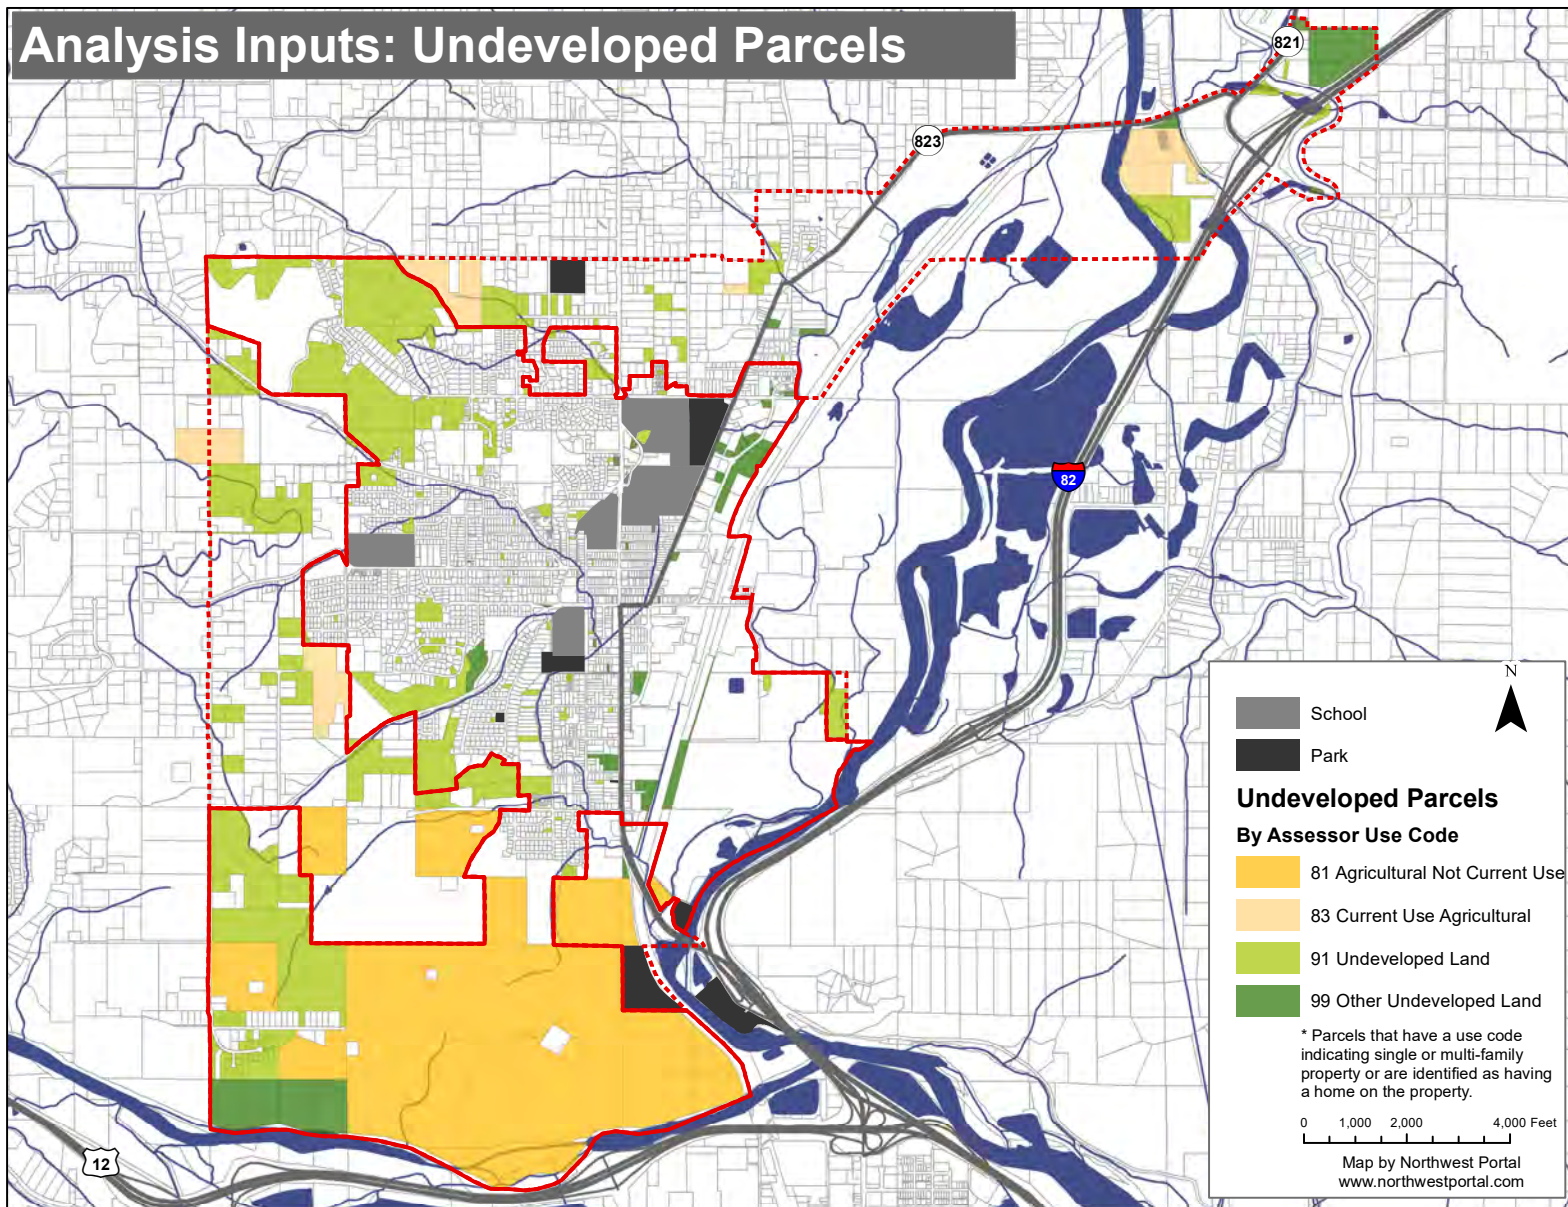 Analysis Inputs: Undeveloped Parcels
821
823
82
12
N
School
Park
Undeveloped Parcels
By Assessor Use Code
81 Agricultural Not Current Use
83 Current Use Agricultural
91 Undeveloped Land
99 Other Undeveloped Land
* Parcels that have a use code
indicating single or multi-family
property or are identified as having
a home on the property.
0 1,000 2,000 4,000 Feet
Map by Northwest Portal
www.northwestportal.com